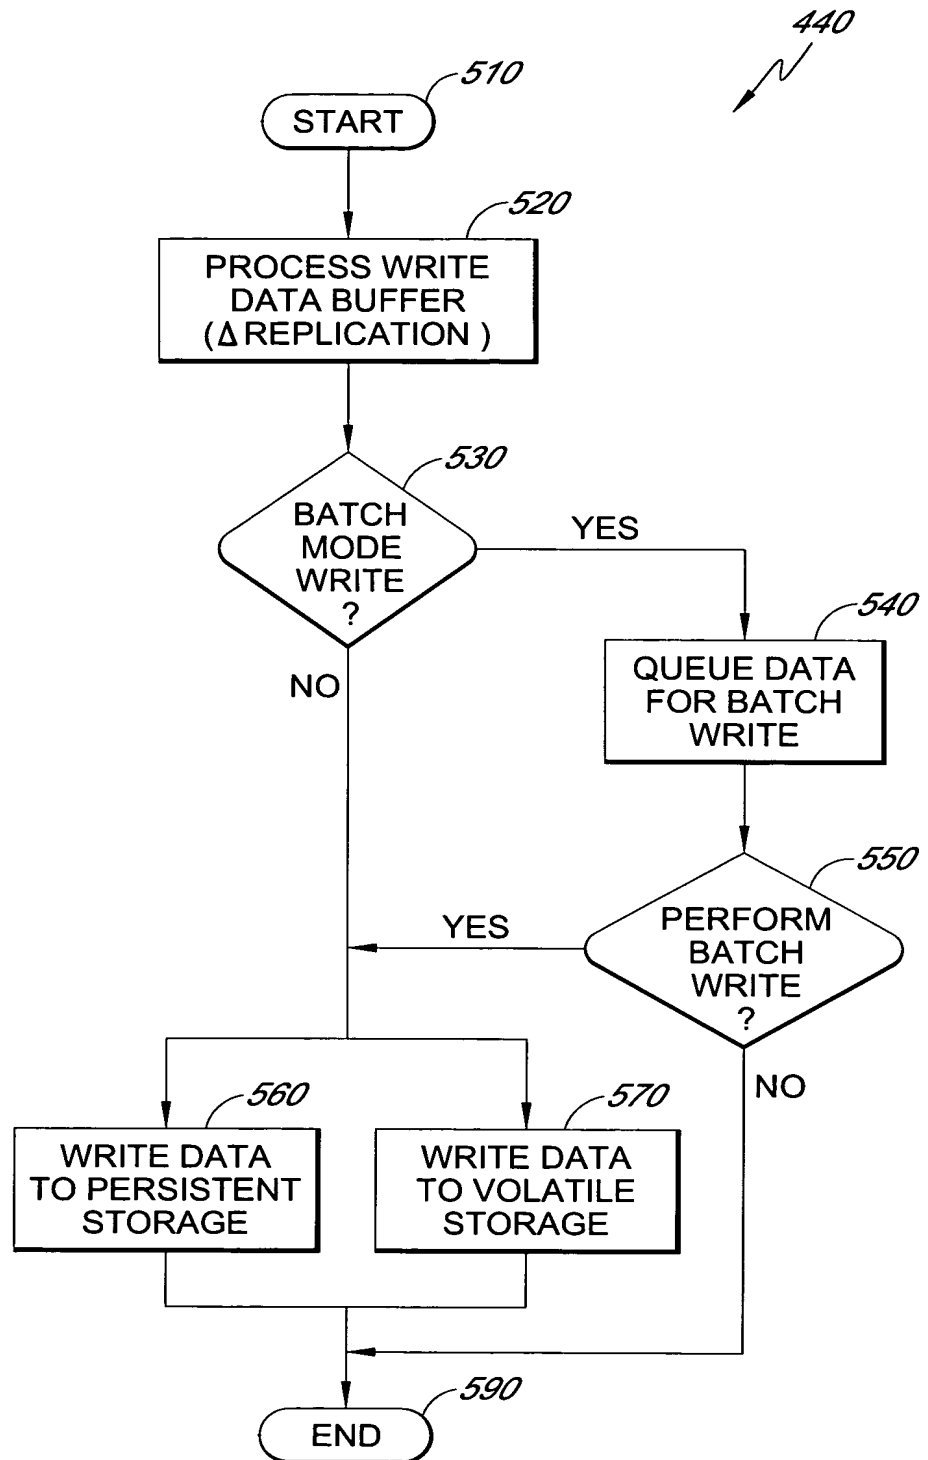 440
510
START
520
PROCESS WRITE
DATA BUFFER
(Δ REPLICATION )
530
BATCH
MODE
WRITE
?
YES
NO
540
QUEUE DATA
FOR BATCH
WRITE
550
PERFORM
BATCH
WRITE
?
YES
NO
560
WRITE DATA
TO PERSISTENT
STORAGE
570
WRITE DATA
TO VOLATILE
STORAGE
590
END